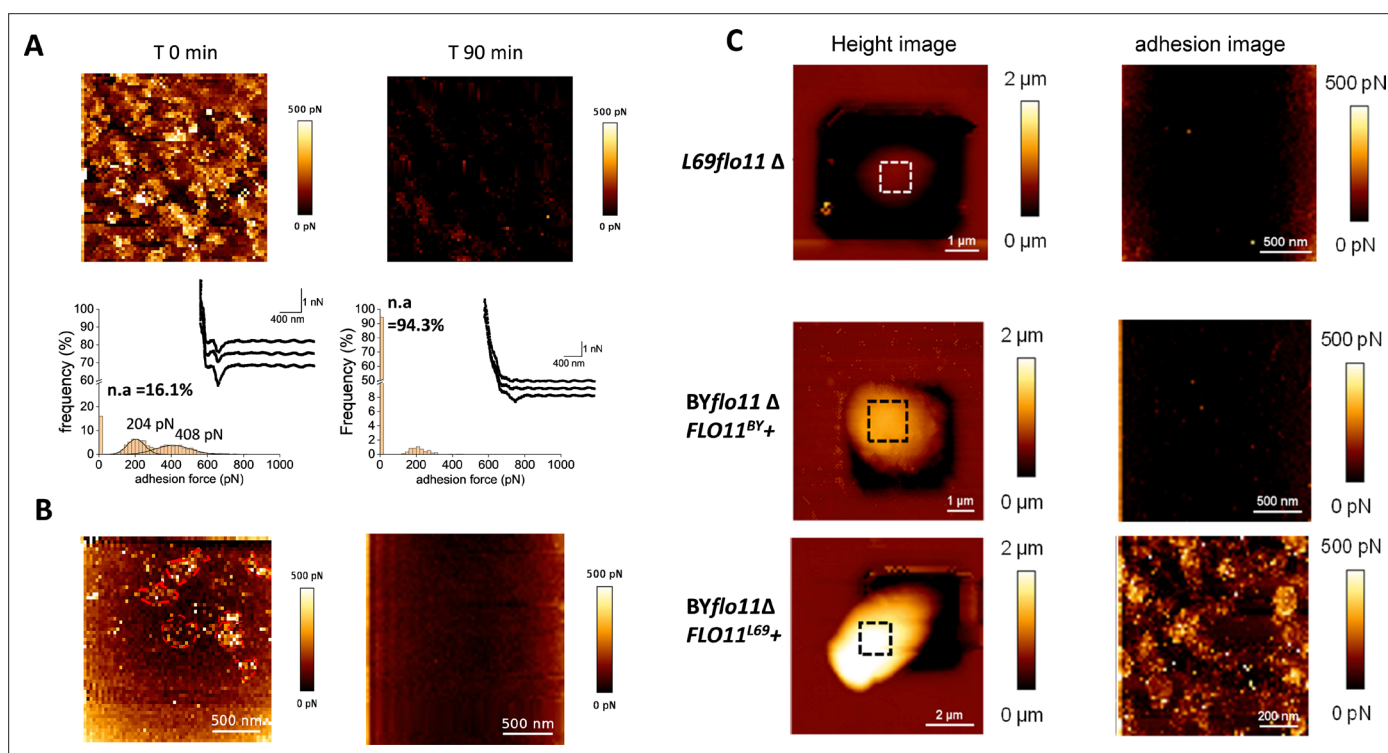 A
T 0 min
T 90 min
500 pN
0 pN
500 pN
0 pN
frequency (%)
100
90
80
70
60
20
10
0
n.a =16.1%
204 pN
408 pN
1 nN
400 nm
0 200 400 600 800 1000
adhesion force (pN)
Frequency (%)
100
90
80
70
60
50
8
6
4
2
0
n.a
=94.3%
1 nN
400 nm
0 200 400 600 800 1000
adhesion force (pN)
B
500 nm
500 pN
0 pN
500 nm
500 pN
0 pN
C
Height image
adhesion image
L69flo11 Δ
1 µm
2 µm
0 µm
500 nm
500 pN
0 pN
BYflo11 Δ
FLO11BY+
1 µm
2 µm
0 µm
500 nm
500 pN
0 pN
BYflo11Δ
FLO11L69+
2 µm
2 µm
0 µm
200 nm
500 pN
0 pN